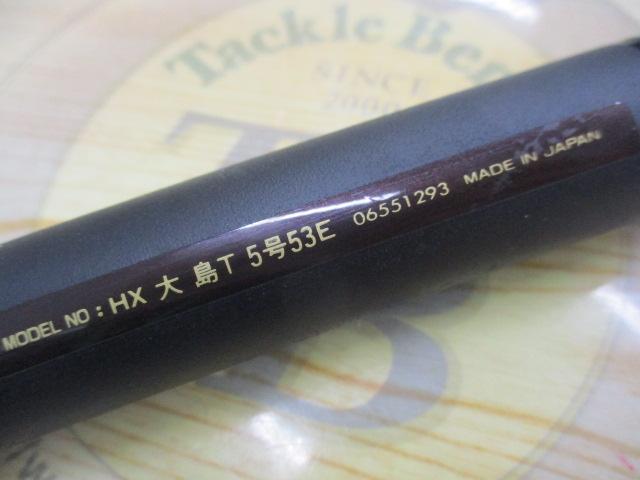 Tackle Be
SINCE
2000
MODEL NO : HX 大島T 5号53E 06551293 MADE IN JAPAN